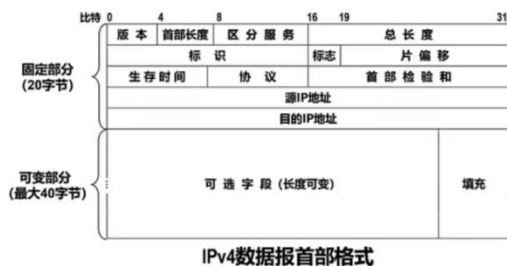 比特 0 4 8 16 19 31
版 本 首部长度 区 分 服 务 总 长 度
标 识 标志 片 偏 移
固定部分
(20字节)
生 存 时 间 协 议 首 部 检 验 和
源IP地址
目的IP地址
可变部分
(最大40字节)
可 选 字 段 (长度可变) 填充
IPv4数据报首部格式